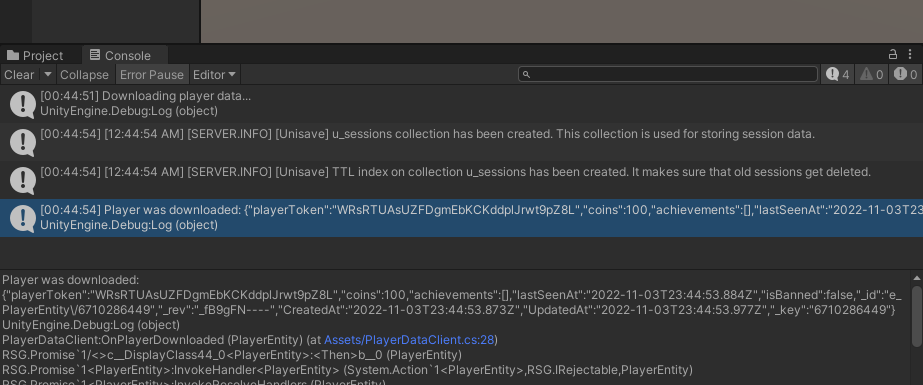 Project Console
Clear Collapse Error Pause Editor 4 0 0
[00:44:51] Downloading player data...
UnityEngine.Debug:Log (object)
[00:44:54] [12:44:54 AM] [SERVER.INFO] [Unisave] u_sessions collection has been created. This collection is used for storing session data.
[00:44:54] [12:44:54 AM] [SERVER.INFO] [Unisave] TTL index on collection u_sessions has been created. It makes sure that old sessions get deleted.
[00:44:54] Player was downloaded: {"playerToken":"WRsRTUAsUZFDgmEbKCKddplJrwt9pZ8L","coins":100,"achievements":[],"lastSeenAt":"2022-11-03T23
UnityEngine.Debug:Log (object)
Player was downloaded:
{"playerToken":"WRsRTUAsUZFDgmEbKCKddplJrwt9pZ8L","coins":100,"achievements":[],"lastSeenAt":"2022-11-03T23:44:53.884Z","isBanned":false,"_id":"e_
PlayerEntity\/6710286449","_rev":"_fB9gFN----","CreatedAt":"2022-11-03T23:44:53.873Z","UpdatedAt":"2022-11-03T23:44:53.977Z","_key":"6710286449"}
UnityEngine.Debug:Log (object)
PlayerDataClient:OnPlayerDownloaded (PlayerEntity) (at Assets/PlayerDataClient.cs:28)
RSG.Promise`1/<>c__DisplayClass44_0<PlayerEntity>:<Then>b__0 (PlayerEntity)
RSG.Promise`1<PlayerEntity>:InvokeHandler<PlayerEntity> (System.Action`1<PlayerEntity>,RSG.IRejectable,PlayerEntity)
RSG.Promise`1<PlayerEntity>:InvokeResolveHandlers (PlayerEntity)